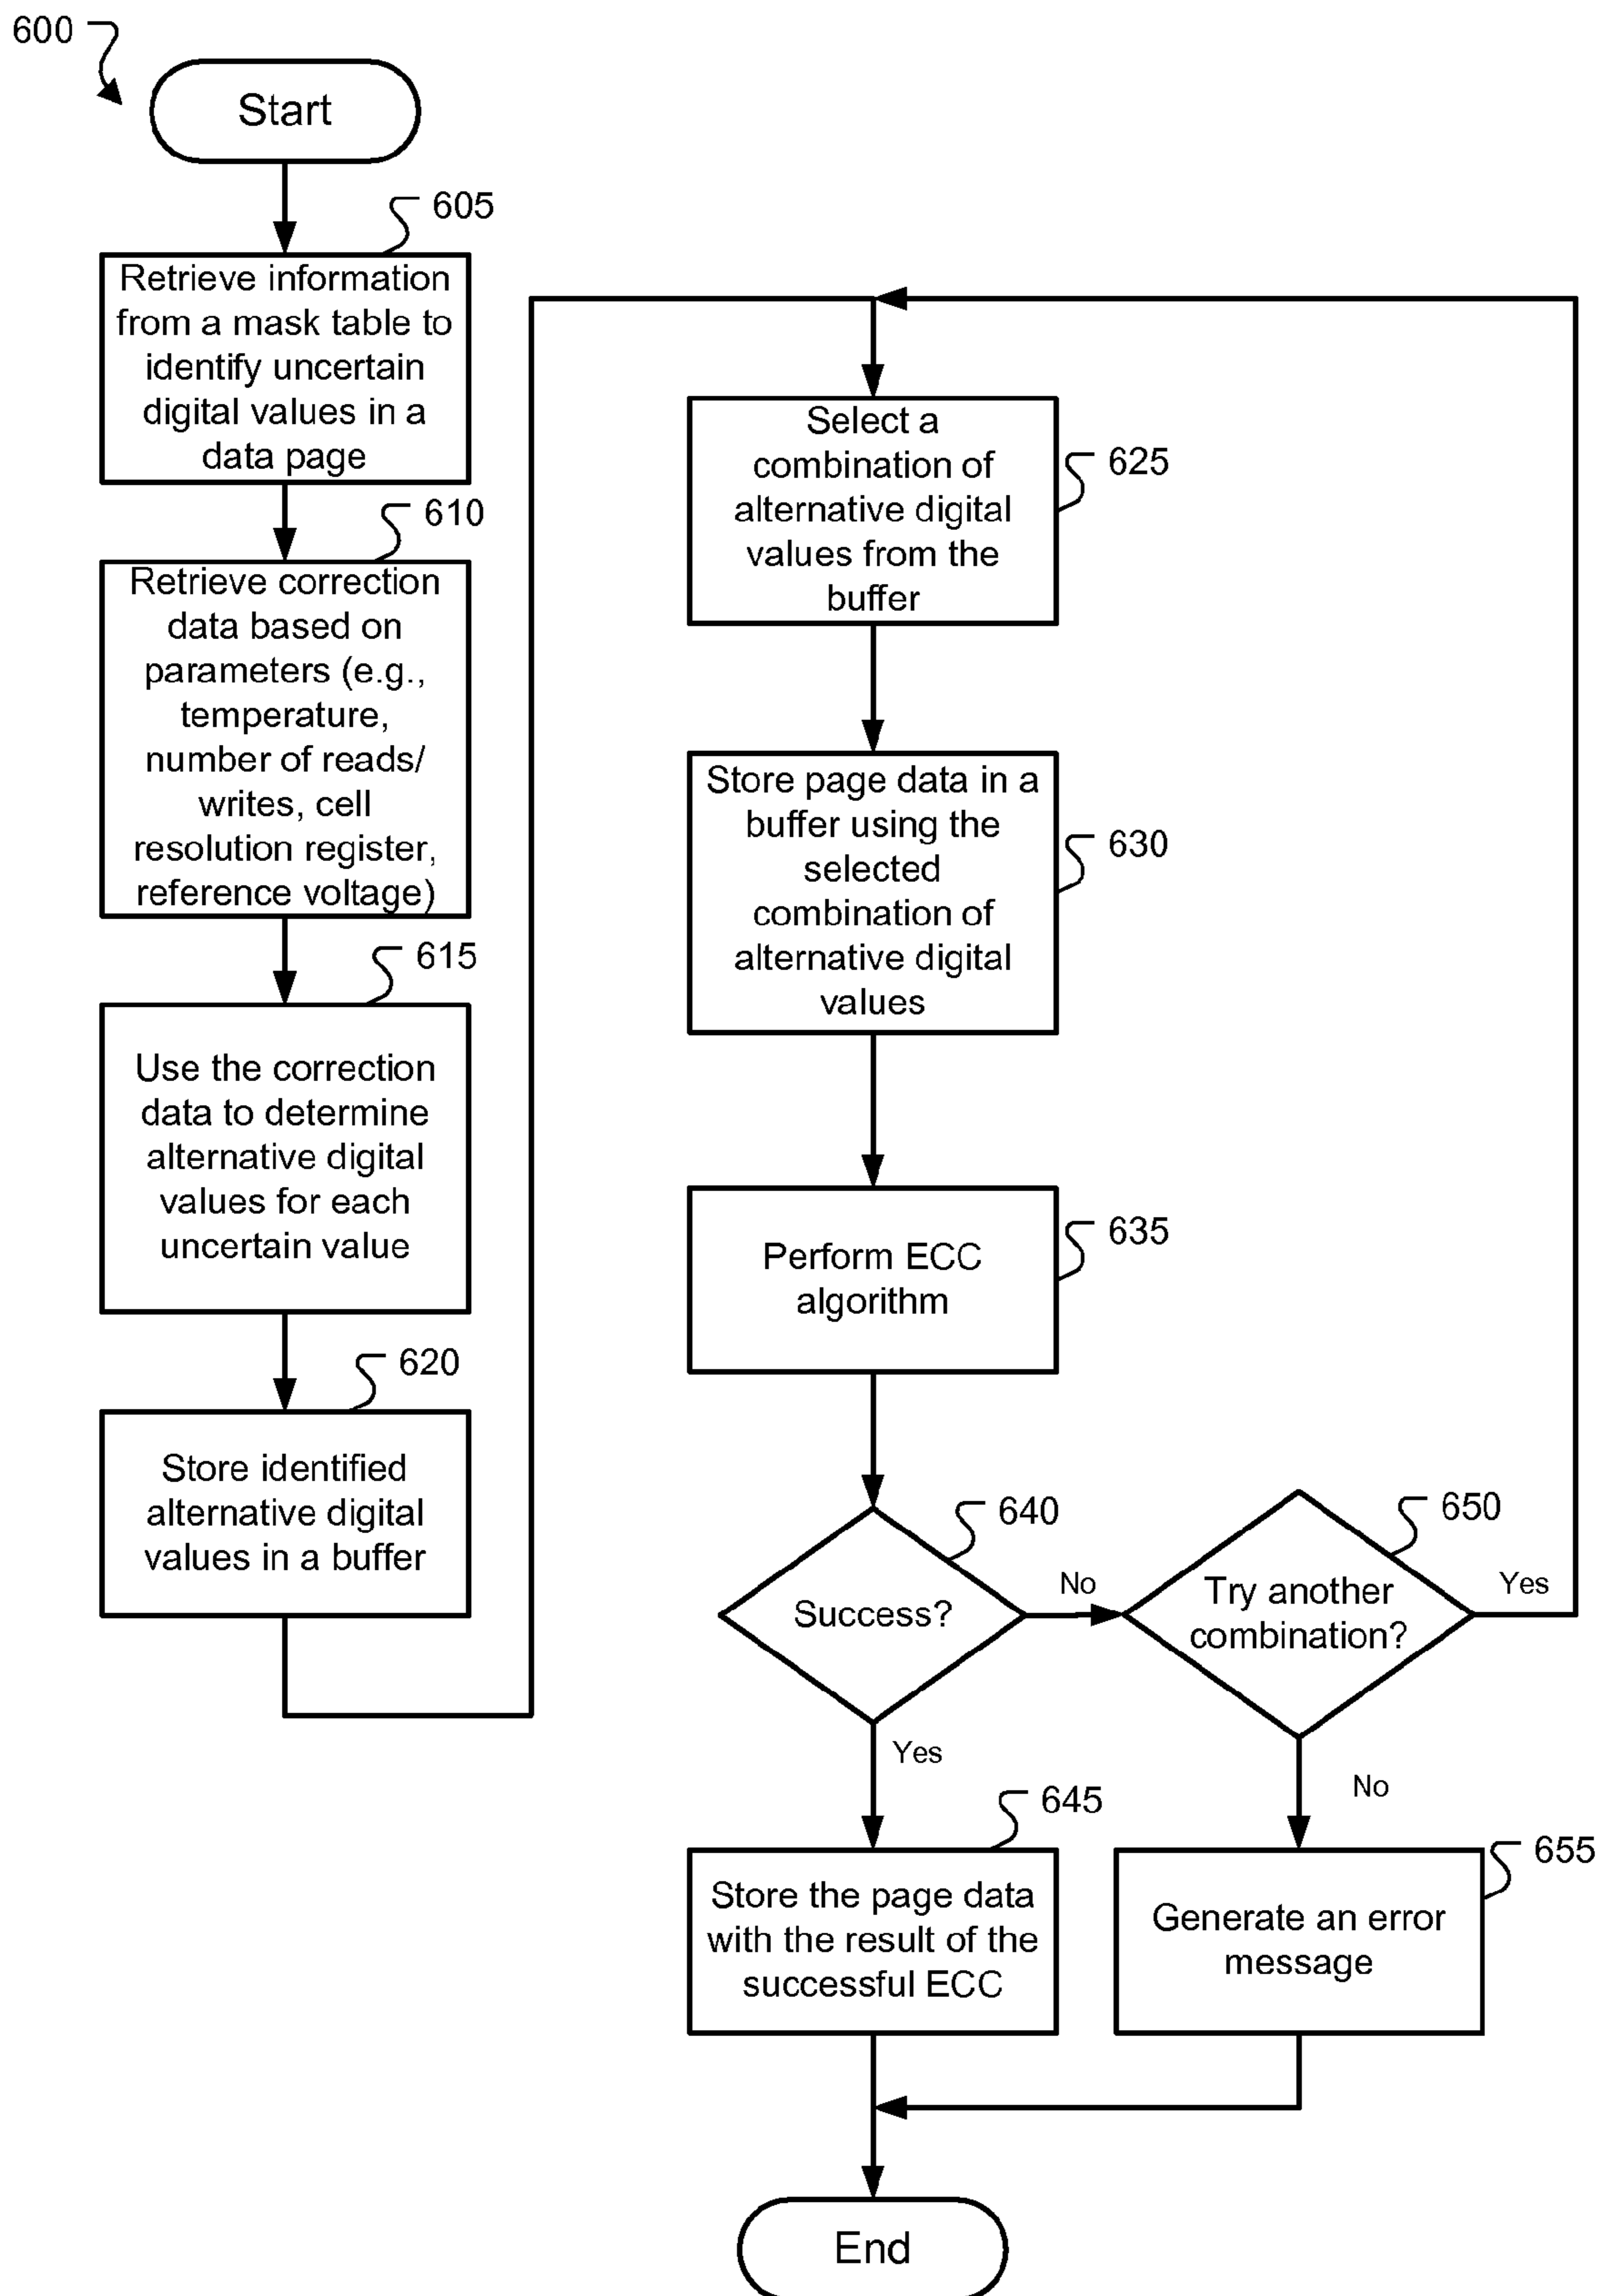 600
Start
605
Retrieve information
from a mask table to
identify uncertain
digital values in a
data page
610
Retrieve correction
data based on
parameters (e.g.,
temperature,
number of reads/
writes, cell
resolution register,
reference voltage)
615
Use the correction
data to determine
alternative digital
values for each
uncertain value
620
Store identified
alternative digital
values in a buffer
Select a
combination of
alternative digital
values from the
buffer
625
Store page data in a
buffer using the
selected
combination of
alternative digital
values
630
Perform ECC
algorithm
635
640
Success?
No
Yes
650
Try another
combination?
Yes
No
645
Store the page data
with the result of the
successful ECC
655
Generate an error
message
End